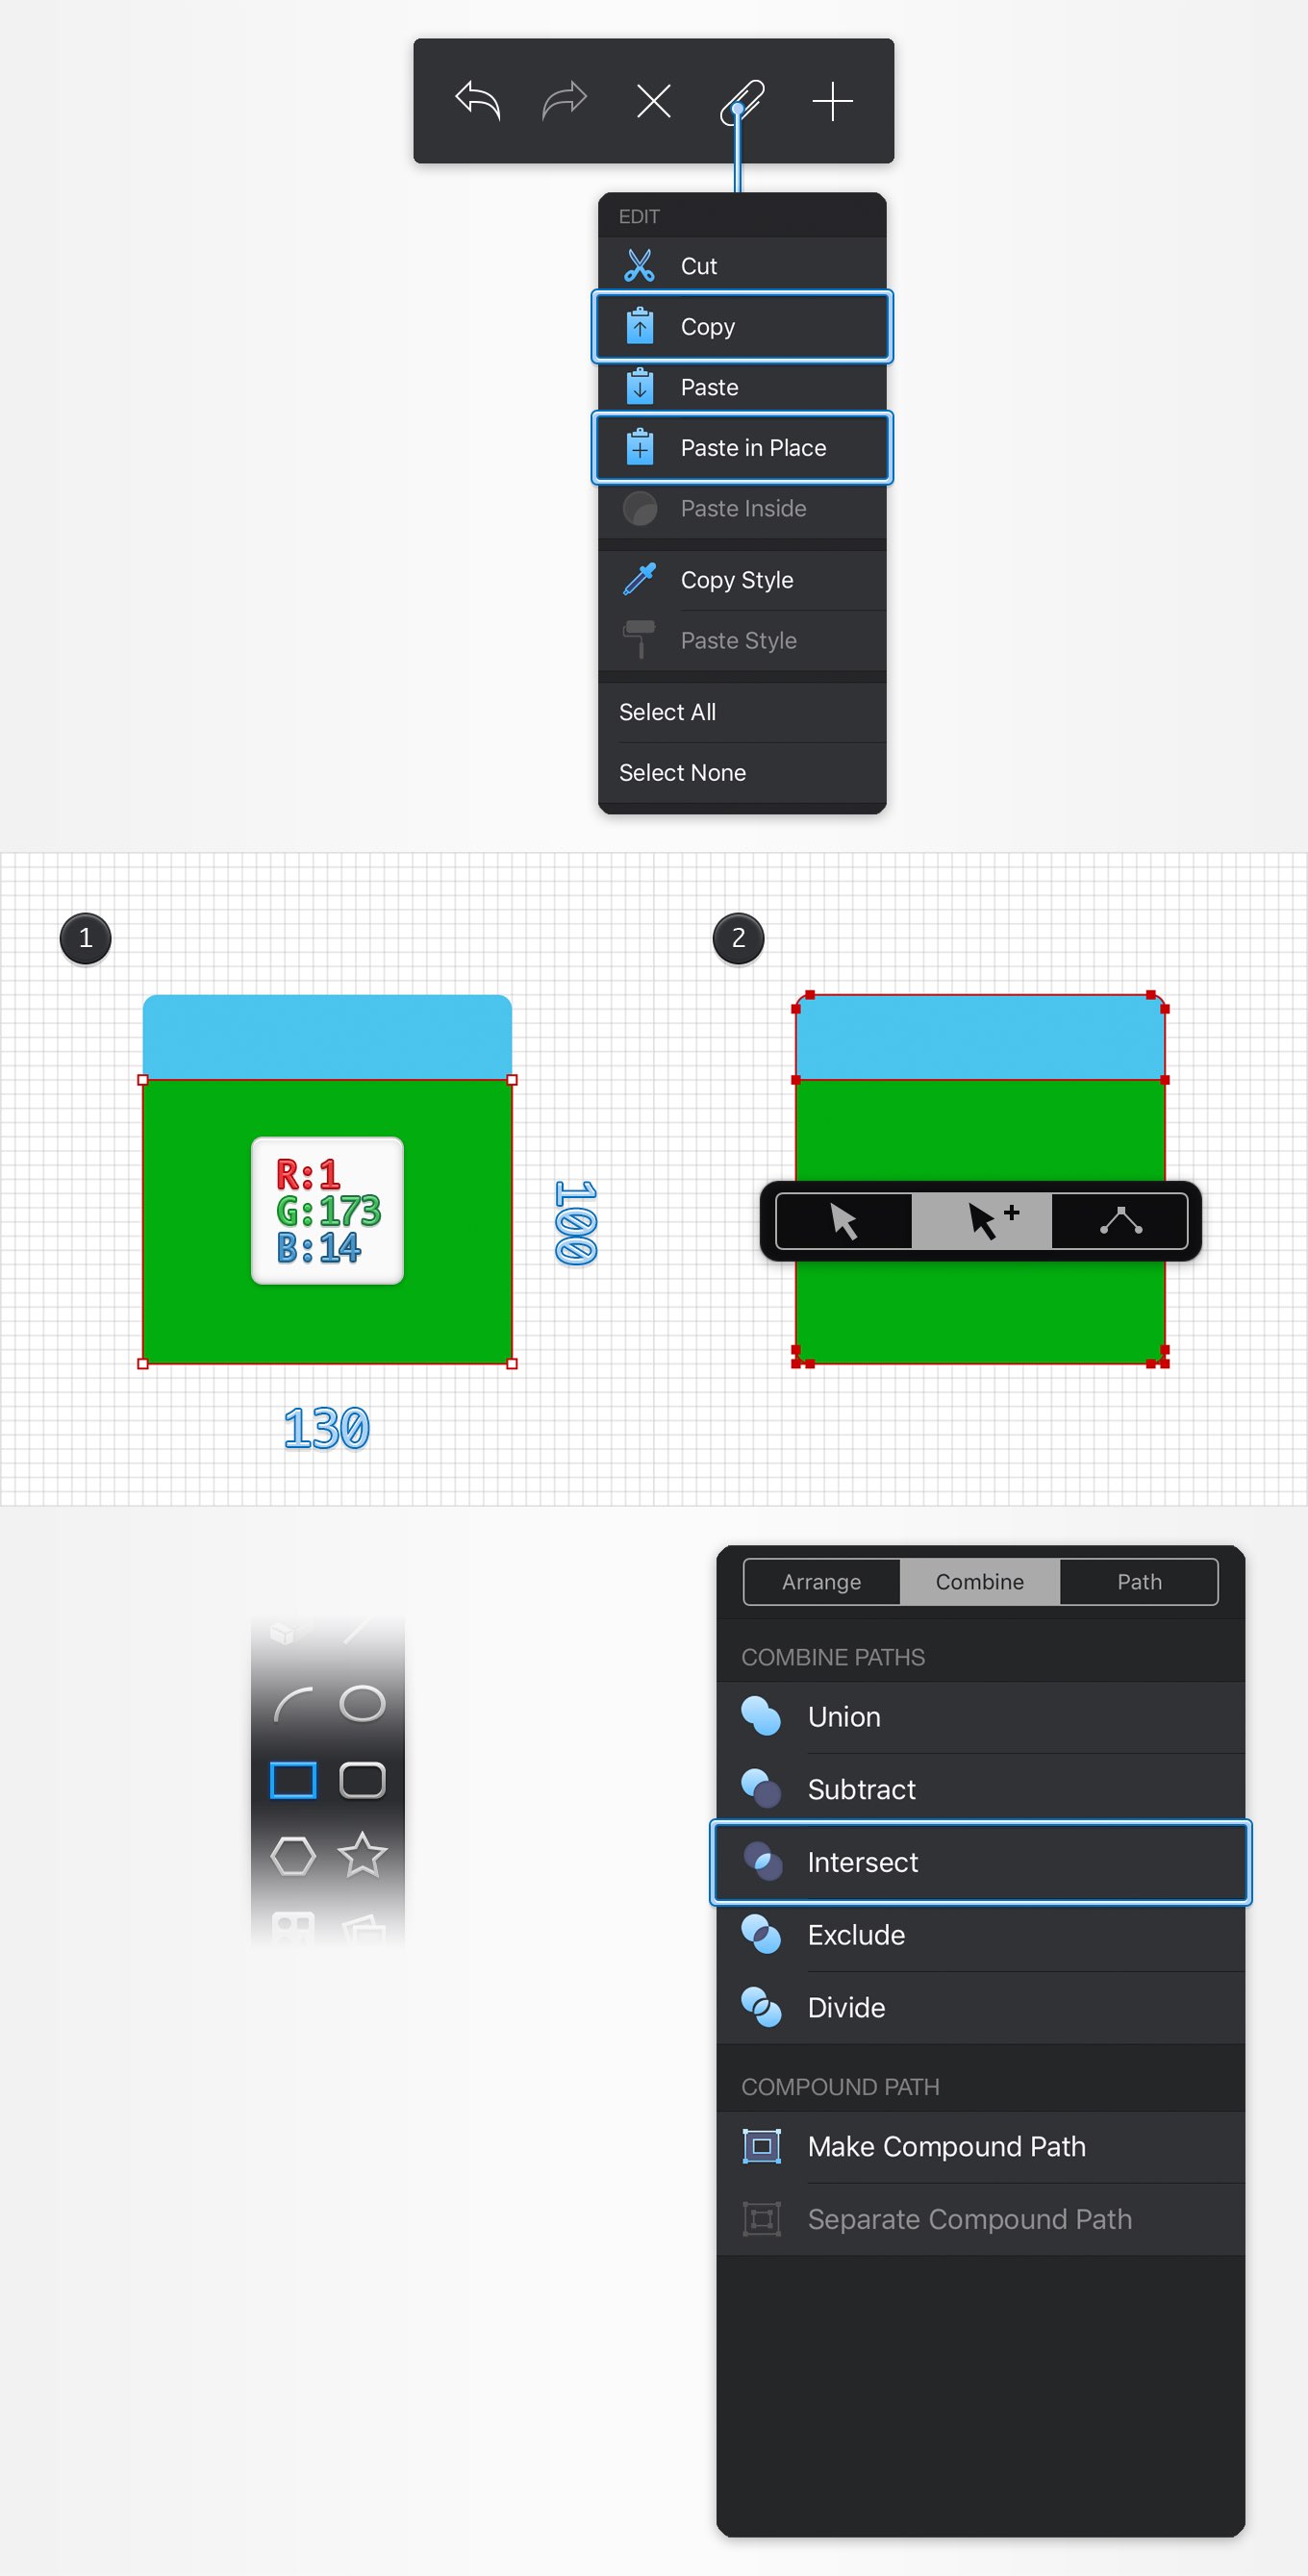 EDIT
Cut
Copy
Paste
Paste in Place
Paste Inside
Copy Style
Paste Style
Select All
Select None
1
2
R:1
G:173
B:14
100
130
Arrange Combine Path
COMBINE PATHS
Union
Subtract
Intersect
Exclude
Divide
COMPOUND PATH
Make Compound Path
Separate Compound Path